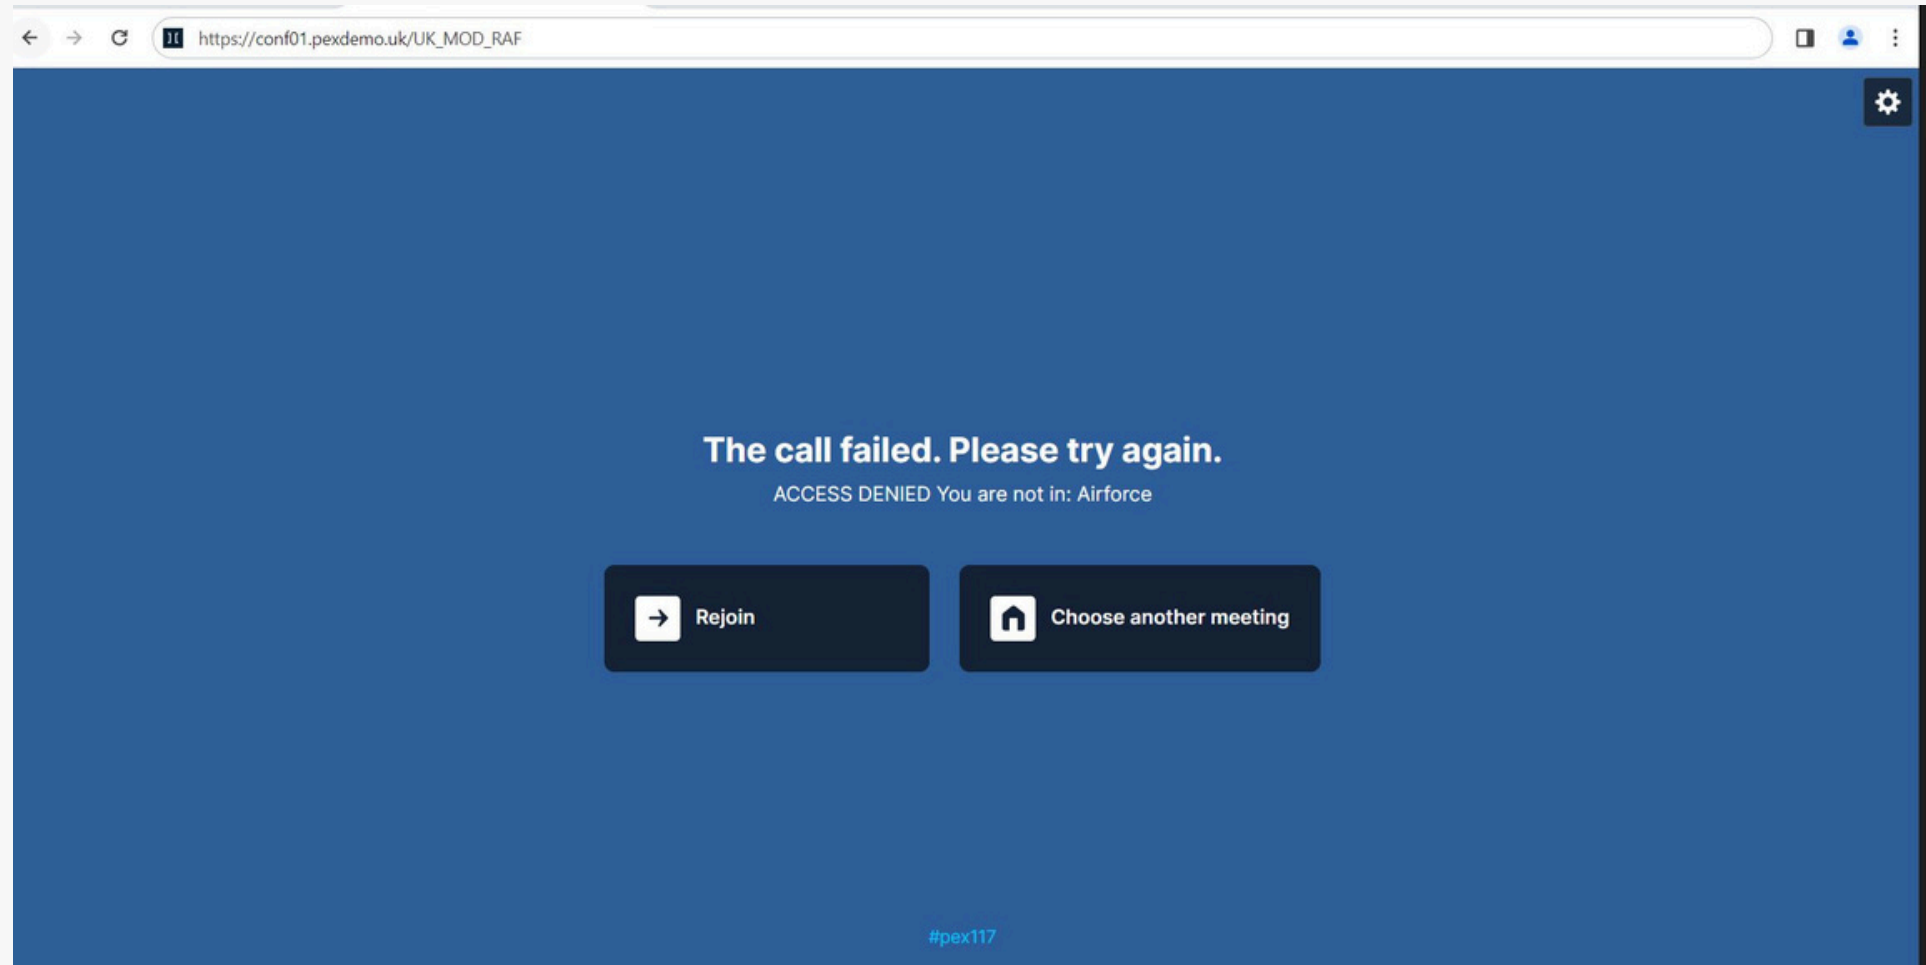 https://conf01.pexdemo.uk/UK_MOD_RAF
The call failed. Please try again.
ACCESS DENIED You are not in: Airforce
Rejoin
Choose another meeting
#pex117